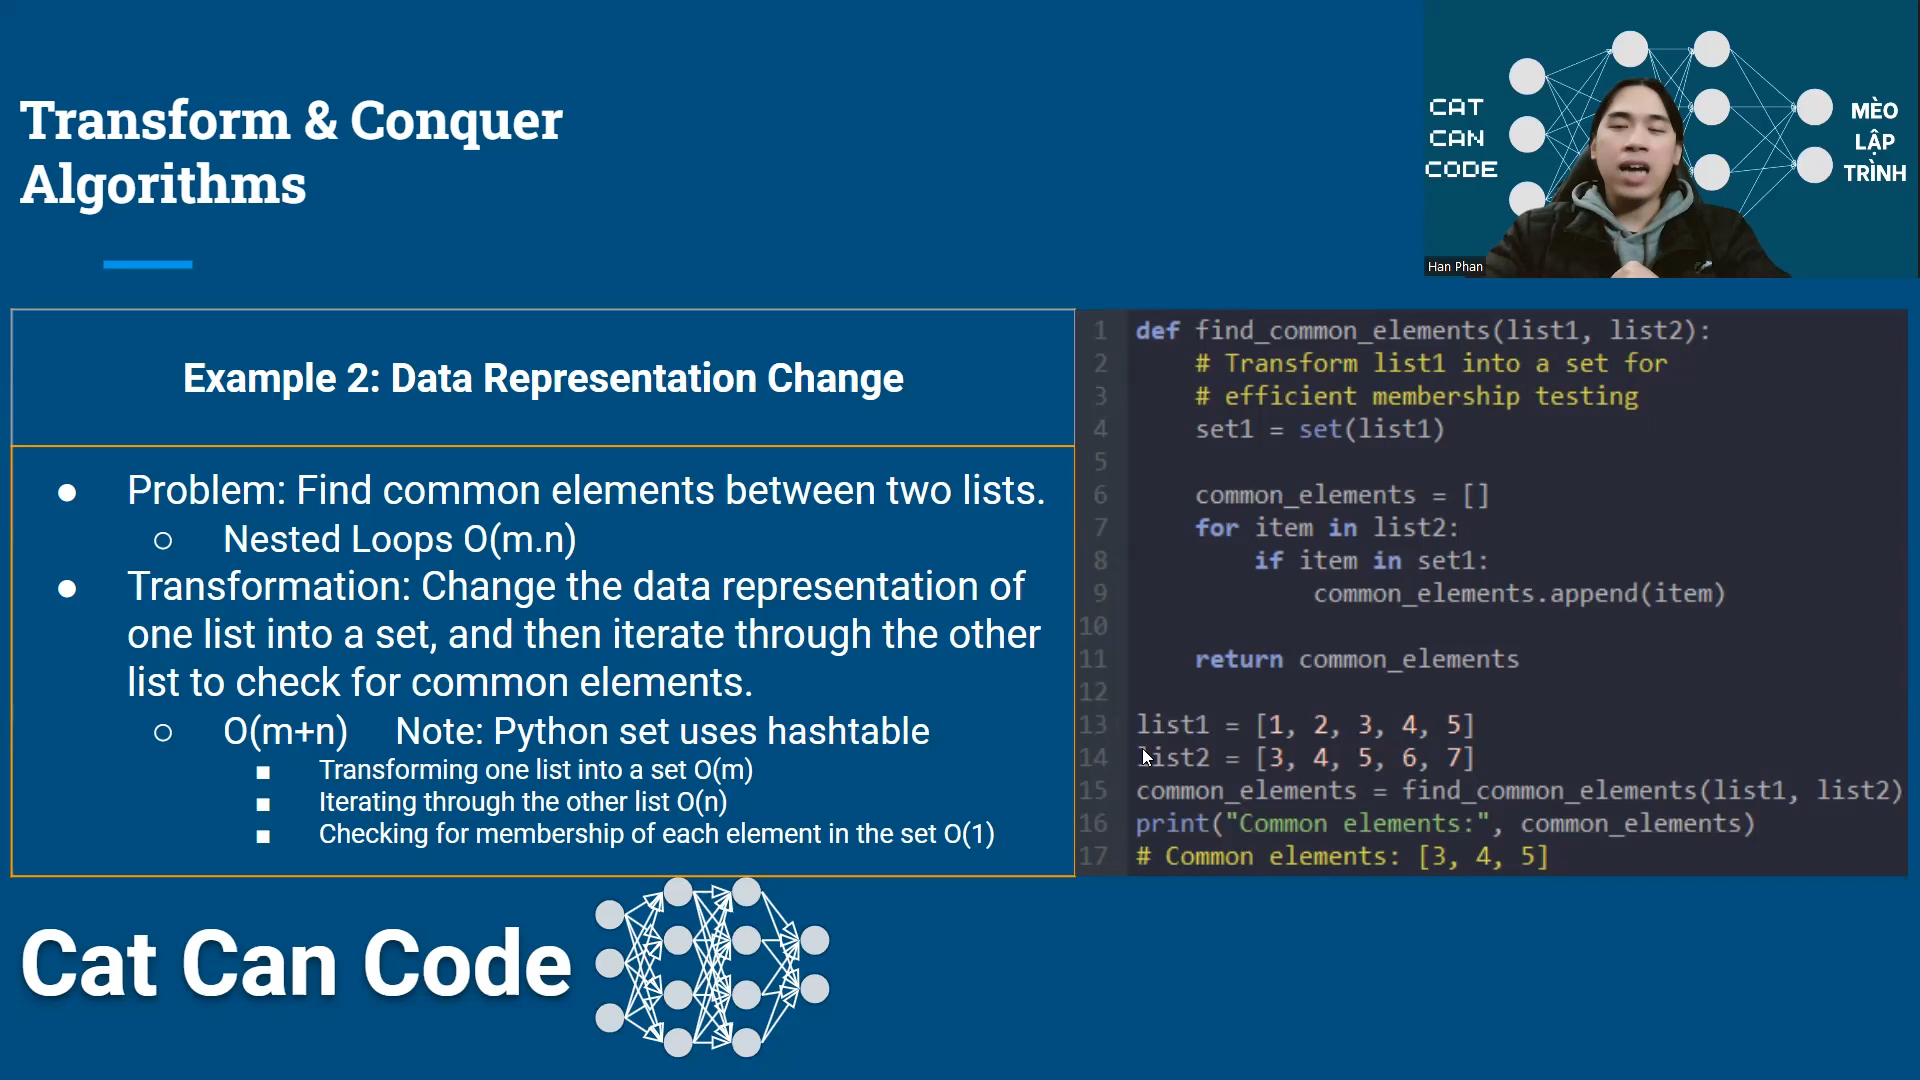 Transform & Conquer
Algorithms
CAT
CAN
CODE
MÈO
LẬP
TRÌNH
Han Phan
Example 2: Data Representation Change
● Problem: Find common elements between two lists.
○ Nested Loops O(m.n)
● Transformation: Change the data representation of
one list into a set, and then iterate through the other
list to check for common elements.
○ O(m+n) Note: Python set uses hashtable
■ Transforming one list into a set O(m)
■ Iterating through the other list O(n)
■ Checking for membership of each element in the set O(1)
1 def find_common_elements(list1, list2):
2     # Transform list1 into a set for
3     # efficient membership testing
4     set1 = set(list1)
5
6     common_elements = []
7     for item in list2:
8         if item in set1:
9             common_elements.append(item)
10
11     return common_elements
12
13 list1 = [1, 2, 3, 4, 5]
14 list2 = [3, 4, 5, 6, 7]
15 common_elements = find_common_elements(list1, list2)
16 print("Common elements:", common_elements)
17 # Common elements: [3, 4, 5]
Cat Can Code